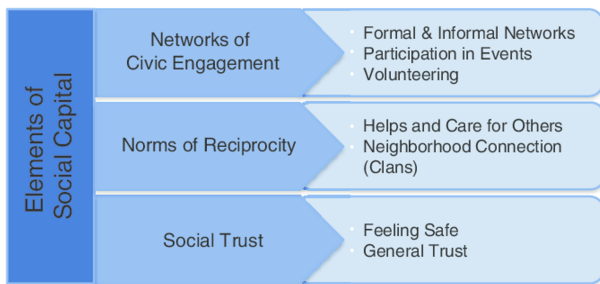 Elements of
Social Capital
Networks of
Civic Engagement
Formal & Informal Networks
Participation in Events
Volunteering
Norms of Reciprocity
Helps and Care for Others
Neighborhood Connection
(Clans)
Social Trust
Feeling Safe
General Trust